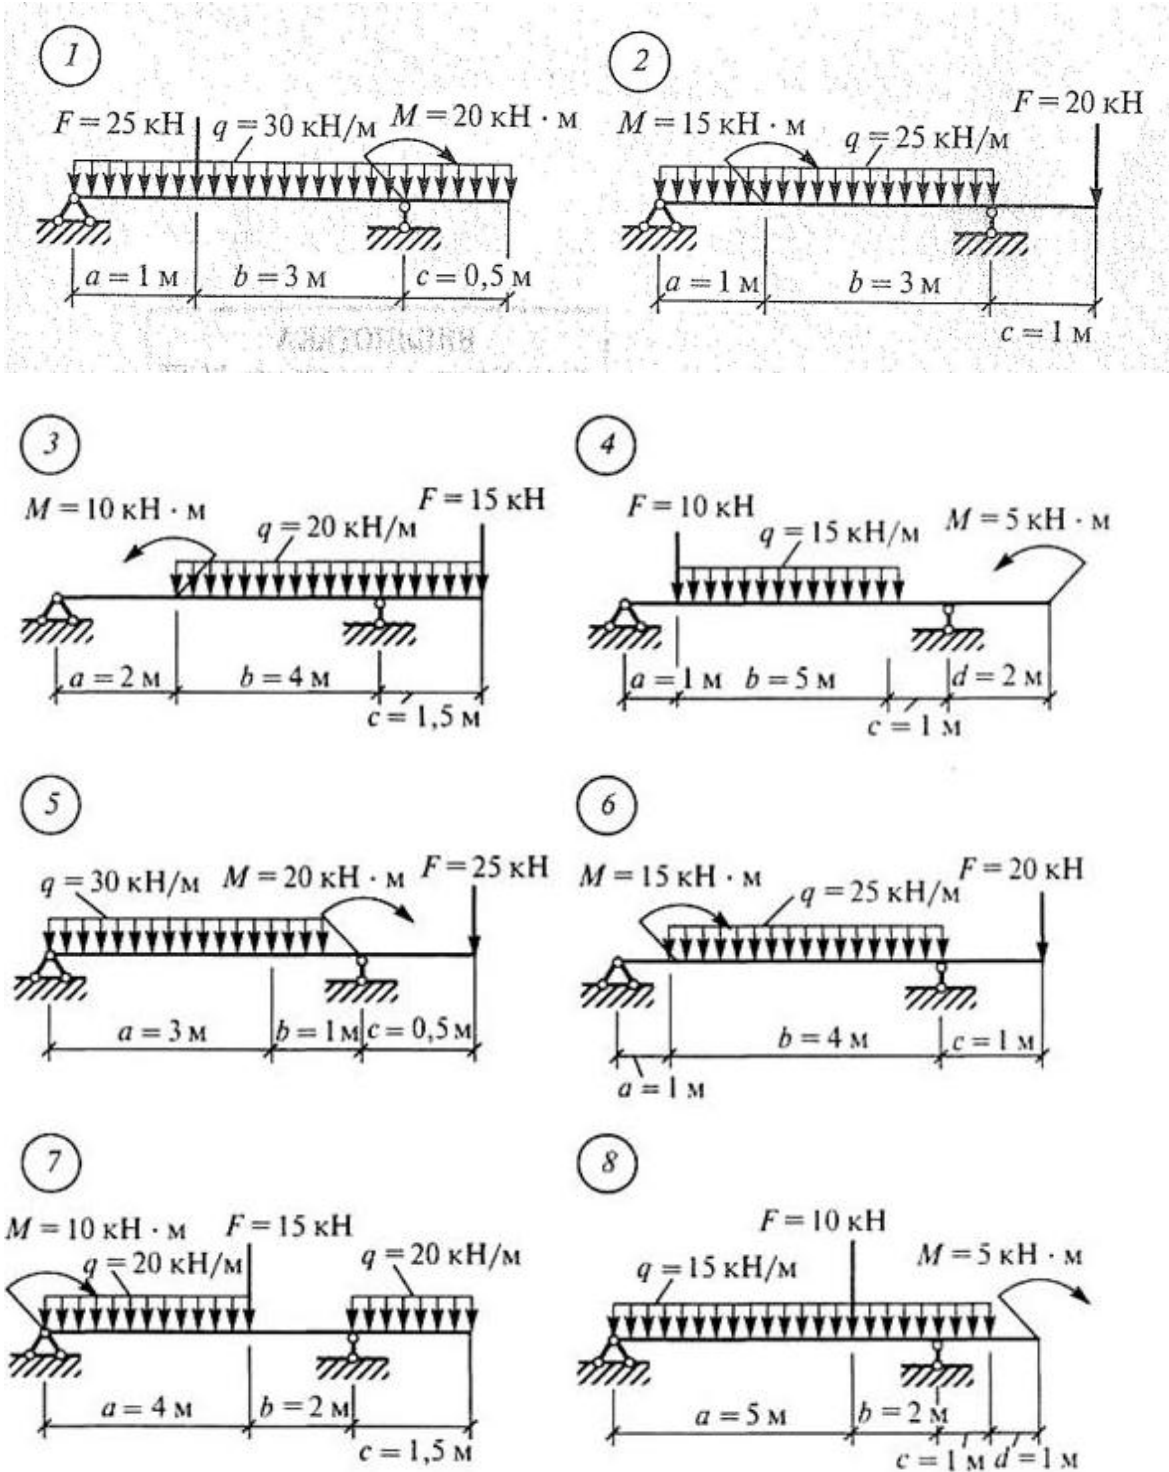 1
F = 25 кН
q = 30 кН/м
M = 20 кН · м
a = 1 м
b = 3 м
c = 0,5 м
2
M = 15 кН · м
q = 25 кН/м
F = 20 кН
a = 1 м
b = 3 м
c = 1 м
3
M = 10 кН · м
q = 20 кН/м
F = 15 кН
a = 2 м
b = 4 м
c = 1,5 м
4
F = 10 кН
q = 15 кН/м
M = 5 кН · м
a = 1 м
b = 5 м
d = 2 м
c = 1 м
5
q = 30 кН/м
M = 20 кН · м
F = 25 кН
a = 3 м
b = 1 м
c = 0,5 м
6
M = 15 кН · м
q = 25 кН/м
F = 20 кН
b = 4 м
c = 1 м
a = 1 м
7
M = 10 кН · м
F = 15 кН
q = 20 кН/м
q = 20 кН/м
a = 4 м
b = 2 м
c = 1,5 м
8
F = 10 кН
q = 15 кН/м
M = 5 кН · м
a = 5 м
b = 2 м
c = 1 м
d = 1 м